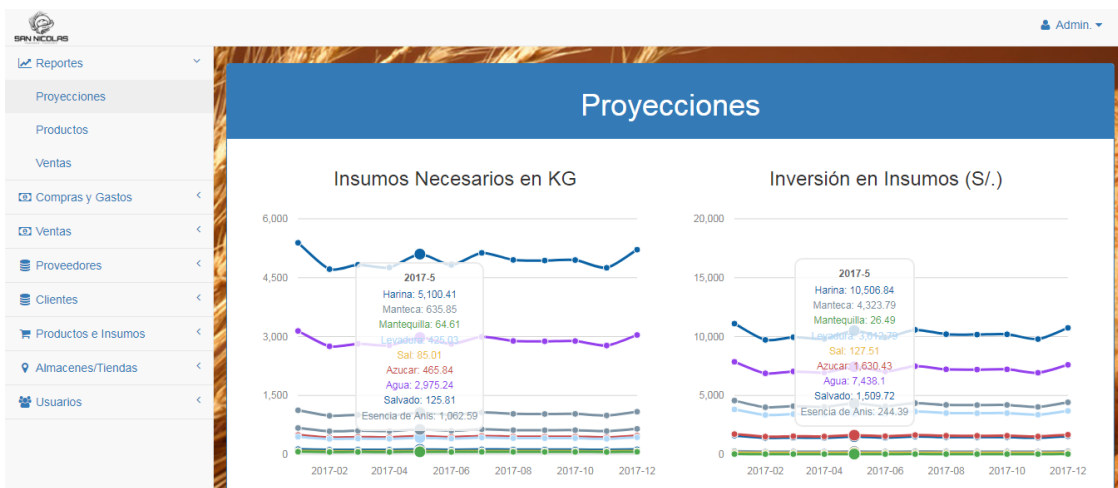 SAN NICOLAS
Admin.
Reportes
Proyecciones
Productos
Ventas
Compras y Gastos
Ventas
Proveedores
Clientes
Productos e Insumos
Almacenes/Tiendas
Usuarios
Proyecciones
Insumos Necesarios en KG
6,000
4,500
3,000
1,500
0
2017-5
Harina: 5,100.41
Manteca: 635.85
Mantequilla: 64.61
Levadura: 425.03
Sal: 85.01
Azucar: 465.84
Agua: 2,975.24
Salvado: 125.81
Esencia de Anis: 1,062.59
2017-02
2017-04
2017-06
2017-08
2017-10
2017-12
Inversión en Insumos (S/.)
20,000
15,000
10,000
5,000
0
2017-5
Harina: 10,506.84
Manteca: 4,323.79
Mantequilla: 26.49
Levadura: 3,612.79
Sal: 127.51
Azucar: 1,630.43
Agua: 7,438.1
Salvado: 1,509.72
Esencia de Anis: 244.39
2017-02
2017-04
2017-06
2017-08
2017-10
2017-12